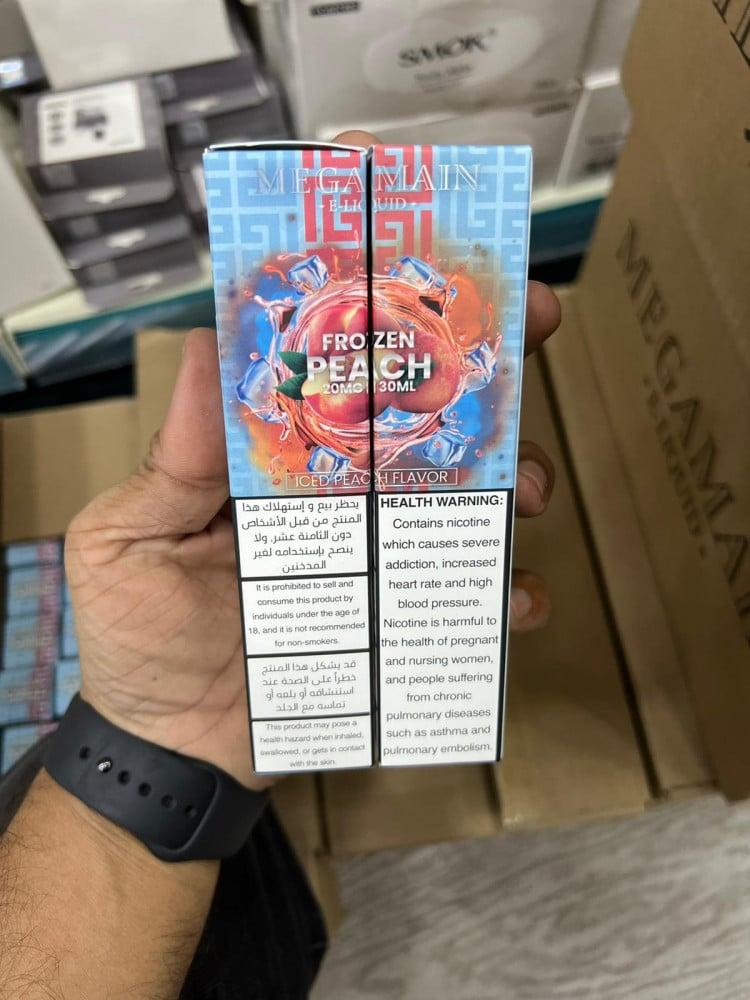 SMOK
MEGA MAIN
- E-LIQUID -
FROZEN
PEACH
20MG | 30ML
ICED PEACH FLAVOR
يحظر بيع و إستهلاك هذا
المنتج من قبل الأشخاص
دون الثامنة عشر. ولا
ينصح بإستخدامه لغير
المدخنين
It is prohibited to sell and
consume this product by
individuals under the age of
18, and it is not recommended
for non-smokers.
قد يشكل هذا المنتج
خطراً على الصحة عند
استنشاقه أو بلعه أو
تماسه مع الجلد
This product may pose a
health hazard when inhaled,
swallowed, or gets in contact
with the skin.
HEALTH WARNING:
Contains nicotine
which causes severe
addiction, increased
heart rate and high
blood pressure.
Nicotine is harmful to
the health of pregnant
and nursing women,
and people suffering
from chronic
pulmonary diseases
such as asthma and
pulmonary embolism.
MEGAMA
E-LIQUID -